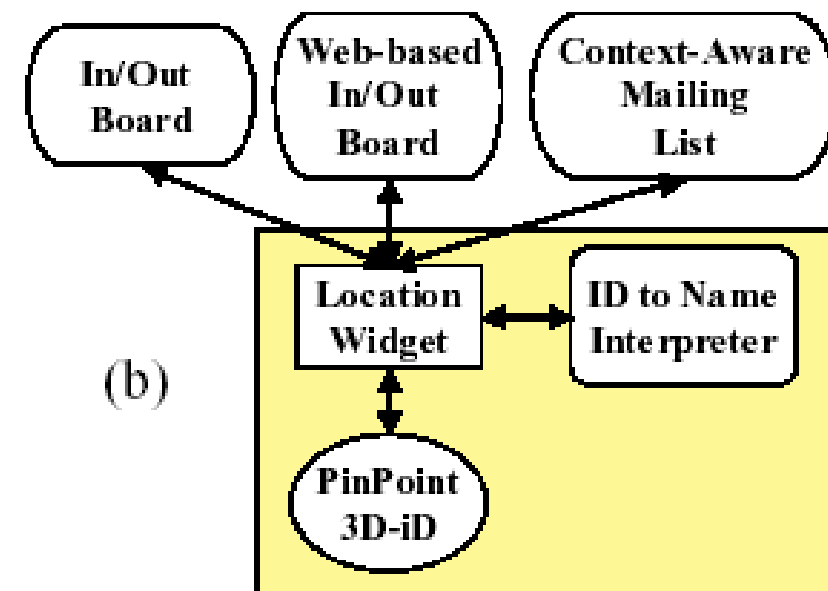 In/Out
Board
Web-based
In/Out
Board
Context-Aware
Mailing
List
Location
Widget
ID to Name
Interpreter
(b)
PinPoint
3D-iD